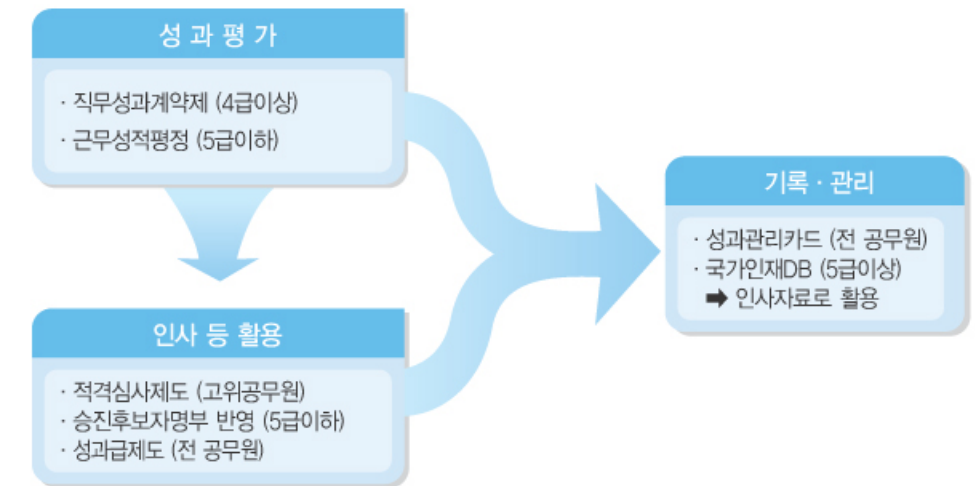 성 과 평 가
· 직무성과계약제 (4급이상)
· 근무성적평정 (5급이하)
인사 등 활용
· 적격심사제도 (고위공무원)
· 승진후보자명부 반영 (5급이하)
· 성과급제도 (전 공무원)
기록 · 관리
· 성과관리카드 (전 공무원)
· 국가인재DB (5급이상)
➡ 인사자료로 활용